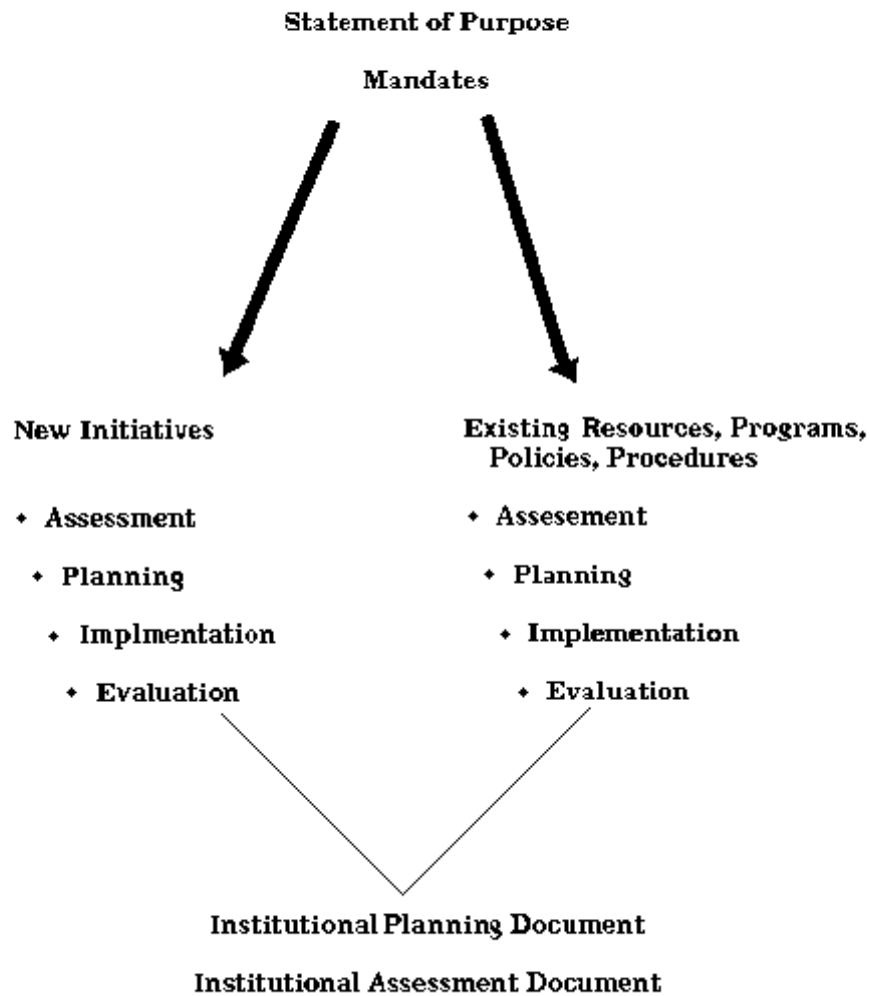 Statement of Purpose
Mandates
New Initiatives
• Assessment
• Planning
• Implmentation
• Evaluation
Existing Resources, Programs,
Policies, Procedures
• Assesement
• Planning
• Implementation
• Evaluation
Institutional Planning Document
Institutional Assessment Document